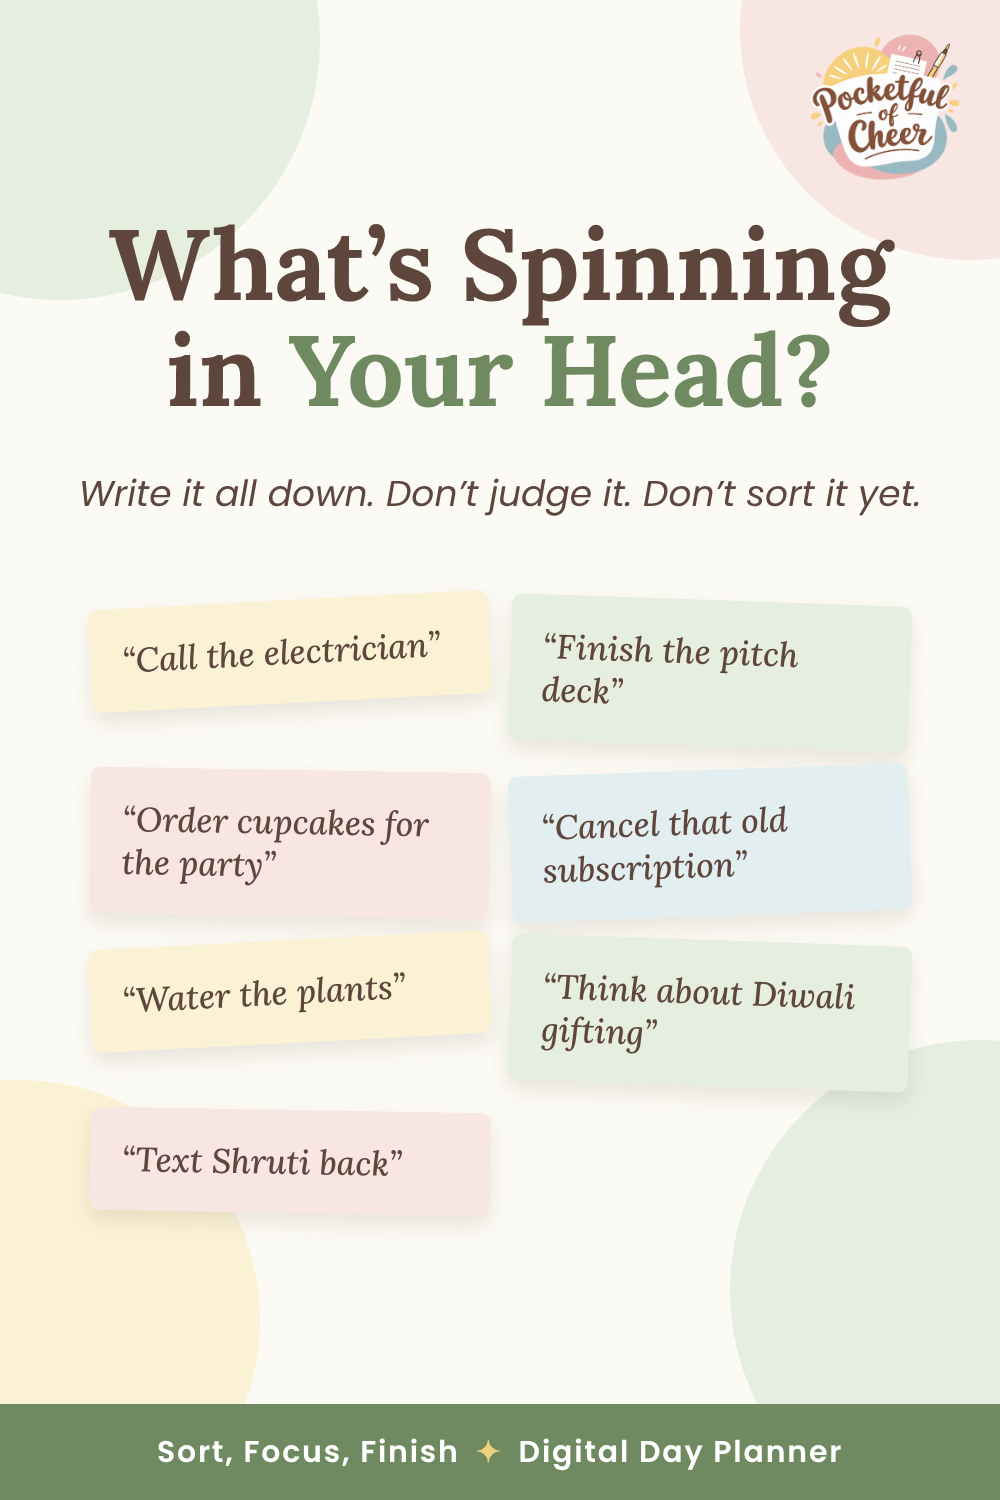 Pocketful
of
Cheer
What’s Spinning
in Your Head?
Write it all down. Don’t judge it. Don’t sort it yet.
“Call the electrician”
“Finish the pitch
deck”
“Order cupcakes for
the party”
“Cancel that old
subscription”
“Water the plants”
“Think about Diwali
gifting”
“Text Shruti back”
Sort, Focus, Finish ✦ Digital Day Planner